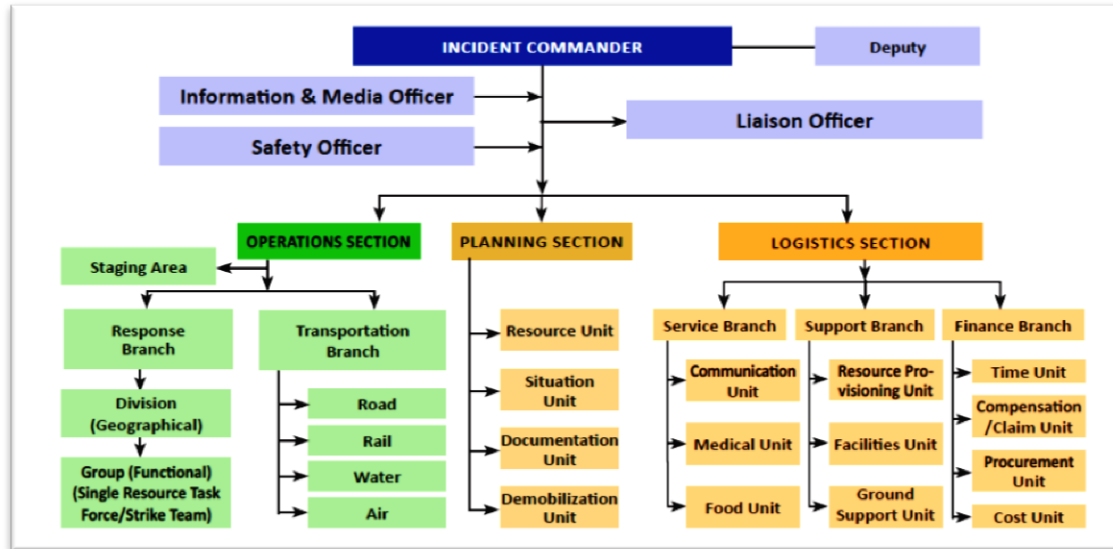 INCIDENT COMMANDER
Deputy
Information & Media Officer
Liaison Officer
Safety Officer
OPERATIONS SECTION
PLANNING SECTION
LOGISTICS SECTION
Staging Area
Response
Branch
Transportation
Branch
Division
(Geographical)
Group (Functional)
(Single Resource Task
Force/Strike Team)
Road
Rail
Water
Air
Resource Unit
Situation
Unit
Documentation
Unit
Demobilization
Unit
Service Branch
Support Branch
Finance Branch
Communication
Unit
Medical Unit
Food Unit
Resource Pro-
visioning Unit
Facilities Unit
Ground
Support Unit
Time Unit
Compensation
/Claim Unit
Procurement
Unit
Cost Unit